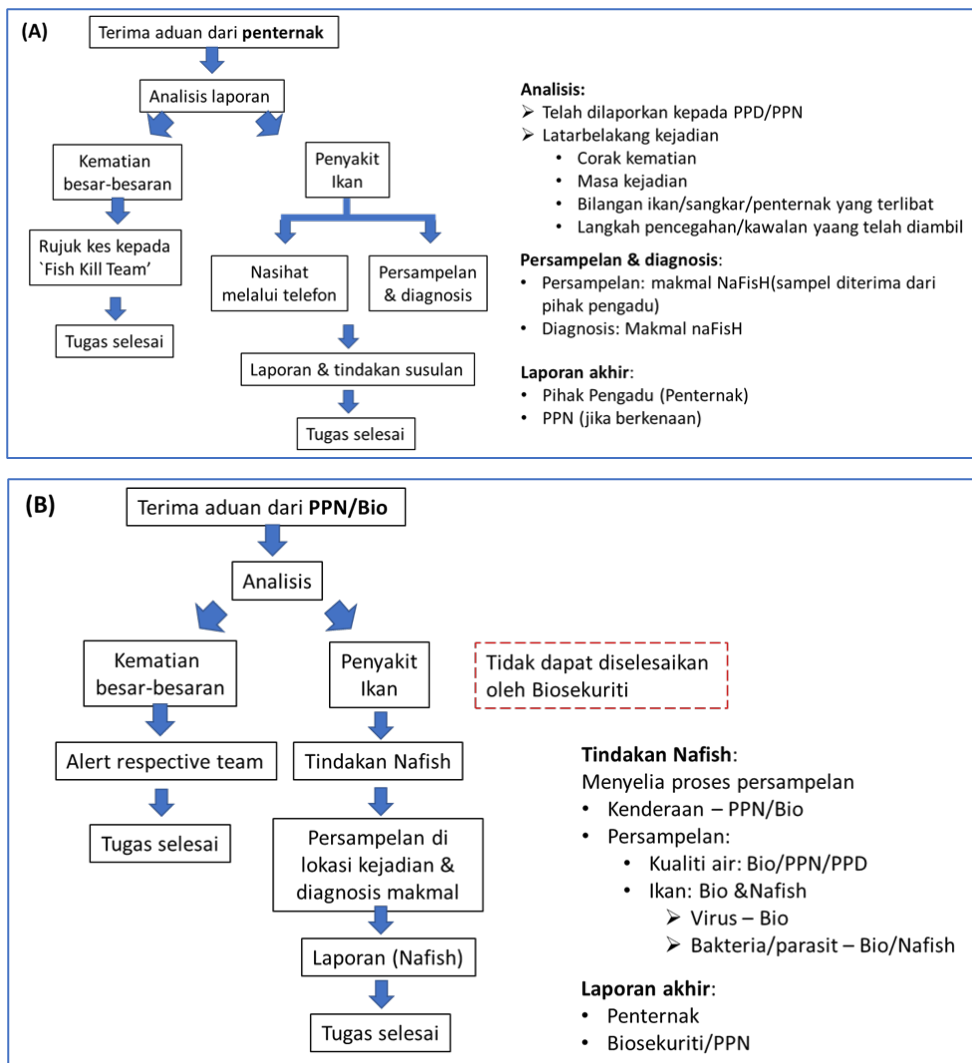 (A)
Terima aduan dari penternak
Analisis laporan
Kematian
besar-besaran
Rujuk kes kepada
`Fish Kill Team’
Tugas selesai
Penyakit
Ikan
Nasihat
melalui telefon
Persampelan
& diagnosis
Laporan & tindakan susulan
Tugas selesai
Analisis:
➢ Telah dilaporkan kepada PPD/PPN
➢ Latarbelakang kejadian
• Corak kematian
• Masa kejadian
• Bilangan ikan/sangkar/penternak yang terlibat
• Langkah pencegahan/kawalan yaang telah diambil
Persampelan & diagnosis:
• Persampelan: makmal NaFisH(sampel diterima dari
pihak pengadu)
• Diagnosis: Makmal naFisH
Laporan akhir:
• Pihak Pengadu (Penternak)
• PPN (jika berkenaan)
(B)
Terima aduan dari PPN/Bio
Analisis
Kematian
besar-besaran
Alert respective team
Tugas selesai
Penyakit
Ikan
Tindakan Nafish
Persampelan di
lokasi kejadian &
diagnosis makmal
Laporan (Nafish)
Tugas selesai
Tidak dapat diselesaikan
oleh Biosekuriti
Tindakan Nafish:
Menyelia proses persampelan
• Kenderaan – PPN/Bio
• Persampelan:
• Kualiti air: Bio/PPN/PPD
• Ikan: Bio &Nafish
➢ Virus – Bio
➢ Bakteria/parasit – Bio/Nafish
Laporan akhir:
• Penternak
• Biosekuriti/PPN